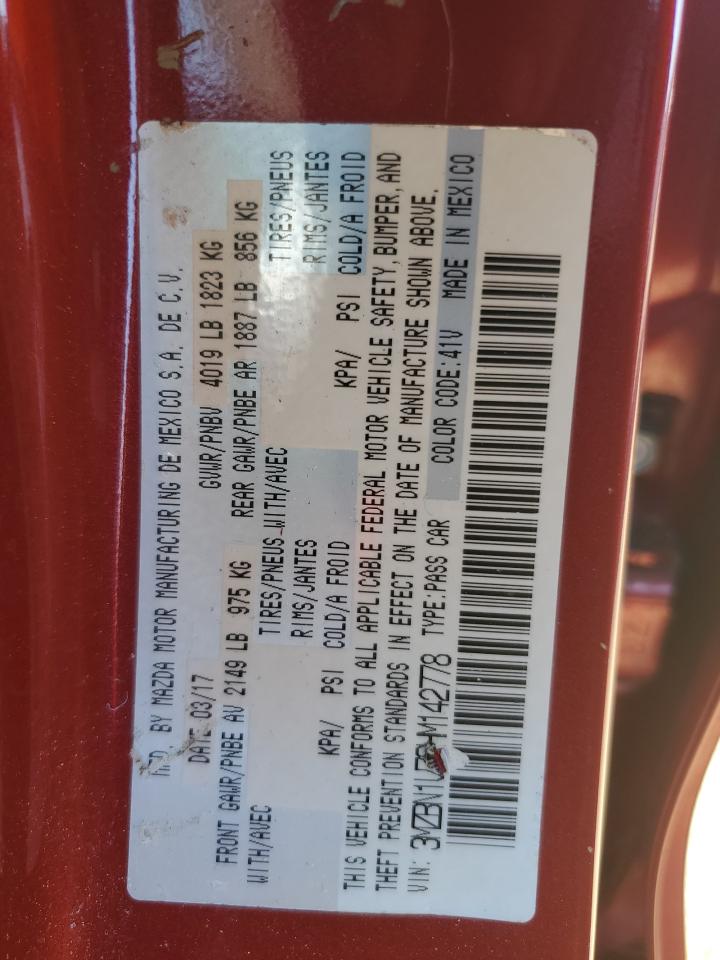 MFD BY MAZDA MOTOR MANUFACTURING DE MEXICO S.A. DE C.V.
DATE 03/17 GVWR/PNBV 4019 LB 1823 KG
FRONT GAWR/PNBE AV 2149 LB 975 KG REAR GAWR/PNBE AR 1887 LB 856 KG
WITH/AVEC TIRES/PNEUS WITH/AVEC TIRES/PNEUS
RIMS/JANTES RIMS/JANTES
KPA/ PSI COLD/A FROID KPA/ PSI COLD/A FROID
THIS VEHICLE CONFORMS TO ALL APPLICABLE FEDERAL MOTOR VEHICLE SAFETY, BUMPER, AND
THEFT PREVENTION STANDARDS IN EFFECT ON THE DATE OF MANUFACTURE SHOWN ABOVE.
VIN: TYPE:PASS CAR COLOR CODE:41V MADE IN MEXICO